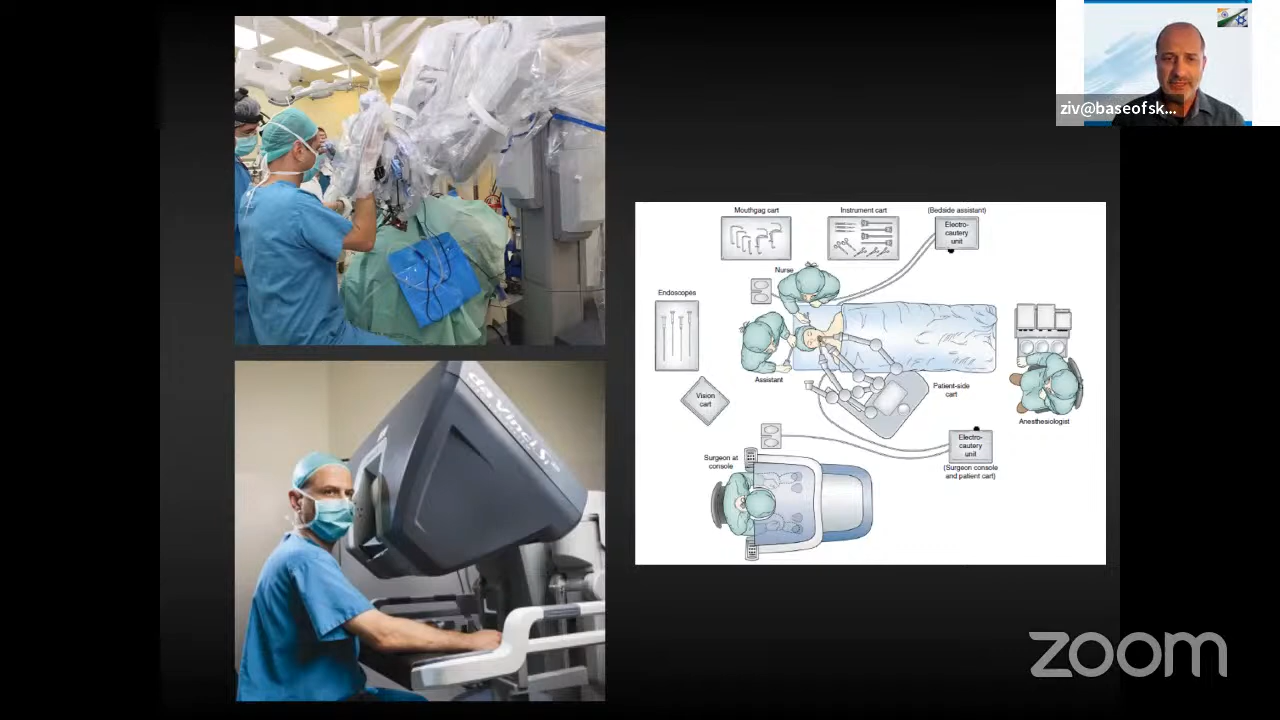 ziv@baseofsk...
da Vinci
Mouthgag cart
Instrument cart
(Bedside assistant)
Electro-
cautery
unit
Nurse
Endoscopes
Assistant
Vision
cart
Patient-side
cart
Anesthesiologist
Surgeon at
console
Electro-
cautery
unit
(Surgeon console
and patient cart)
zoom